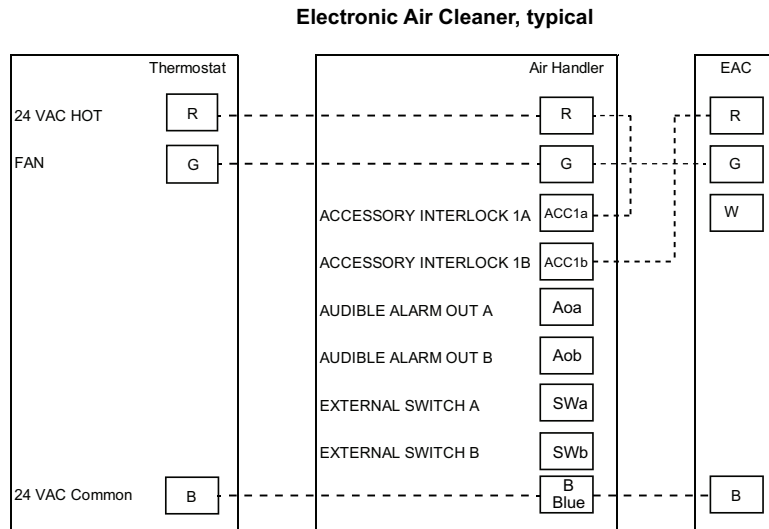 Electronic Air Cleaner, typical
Thermostat Air Handler EAC
24 VAC HOT R R R
FAN G G G
ACCESSORY INTERLOCK 1A ACC1a W
ACCESSORY INTERLOCK 1B ACC1b
AUDIBLE ALARM OUT A Aoa
AUDIBLE ALARM OUT B Aob
EXTERNAL SWITCH A SWa
EXTERNAL SWITCH B SWb
24 VAC Common B B B
Blue